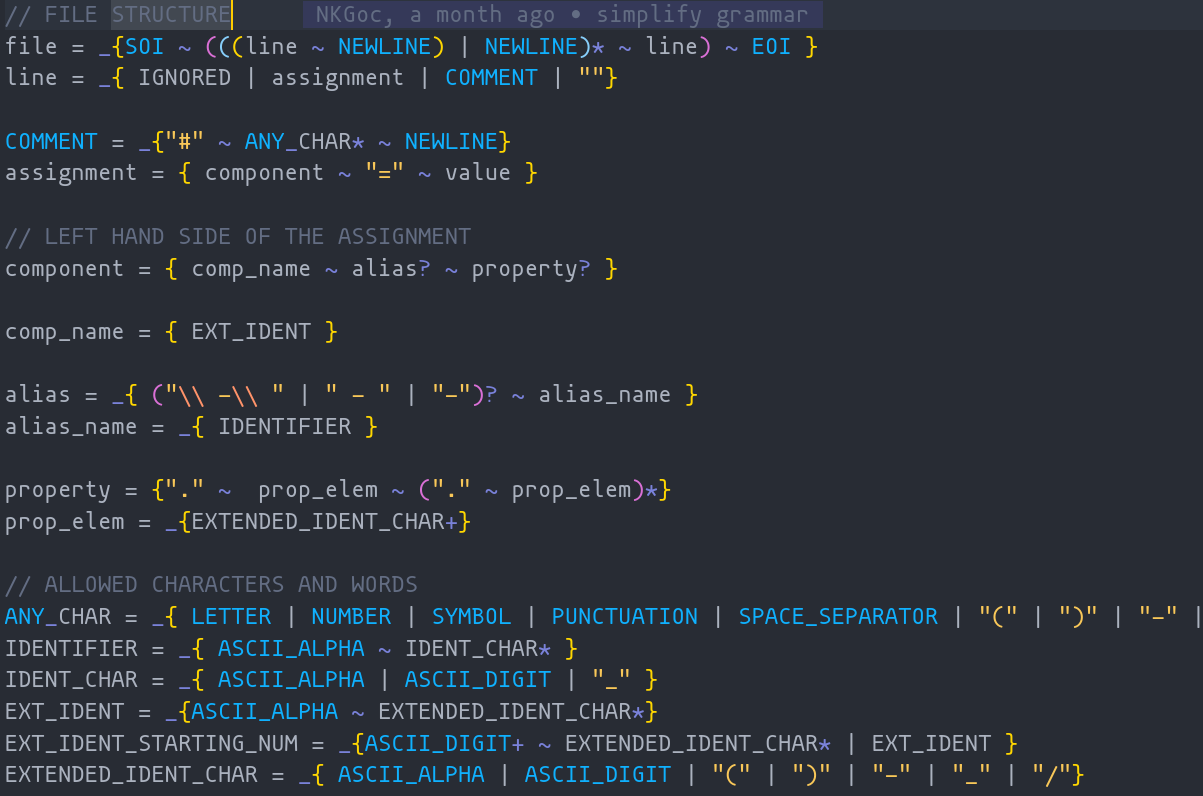 // FILE STRUCTURE NKGoc, a month ago • simplify grammar
file = _{SOI ~ (((line ~ NEWLINE) | NEWLINE)* ~ line) ~ EOI }
line = _{ IGNORED | assignment | COMMENT | ""}
COMMENT = _{"#" ~ ANY_CHAR* ~ NEWLINE}
assignment = { component ~ "=" ~ value }
// LEFT HAND SIDE OF THE ASSIGNMENT
component = { comp_name ~ alias? ~ property? }
comp_name = { EXT_IDENT }
alias = _{ ("\\ -\\ " | " - " | "-")? ~ alias_name }
alias_name = _{ IDENTIFIER }
property = {"." ~  prop_elem ~ ("." ~ prop_elem)*}
prop_elem = _{EXTENDED_IDENT_CHAR+}
// ALLOWED CHARACTERS AND WORDS
ANY_CHAR = _{ LETTER | NUMBER | SYMBOL | PUNCTUATION | SPACE_SEPARATOR | "(" | ")" | "-" |
IDENTIFIER = _{ ASCII_ALPHA ~ IDENT_CHAR* }
IDENT_CHAR = _{ ASCII_ALPHA | ASCII_DIGIT | "_" }
EXT_IDENT = _{ASCII_ALPHA ~ EXTENDED_IDENT_CHAR*}
EXT_IDENT_STARTING_NUM = _{ASCII_DIGIT+ ~ EXTENDED_IDENT_CHAR* | EXT_IDENT }
EXTENDED_IDENT_CHAR = _{ ASCII_ALPHA | ASCII_DIGIT | "(" | ")" | "-" | "_" | "/"}